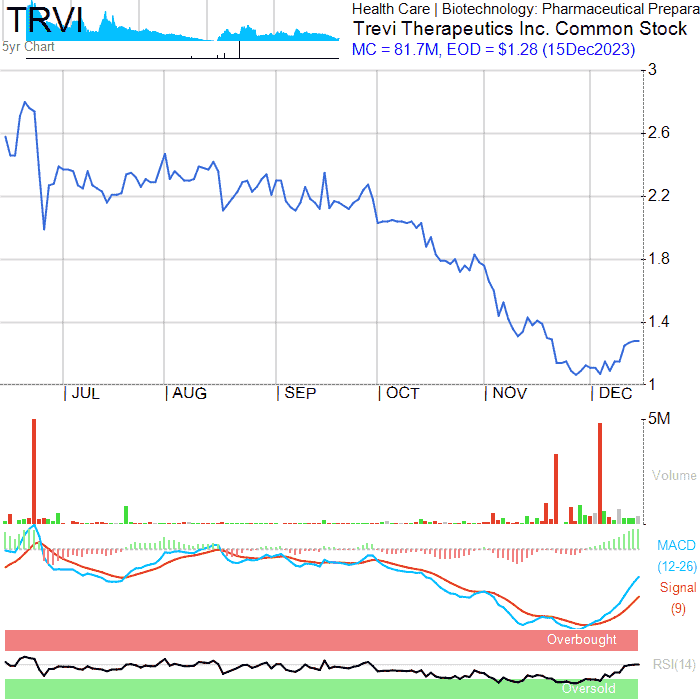 TRVI
5yr Chart
Health Care | Biotechnology: Pharmaceutical Prepara
Trevi Therapeutics Inc. Common Stock
MC = 81.7M, EOD = $1.28 (15Dec2023)
3
2.6
2.2
1.8
1.4
1
JUL AUG SEP OCT NOV DEC
5M
Volume
MACD
(12-26)
Signal
(9)
Overbought
RSI(14)
Oversold